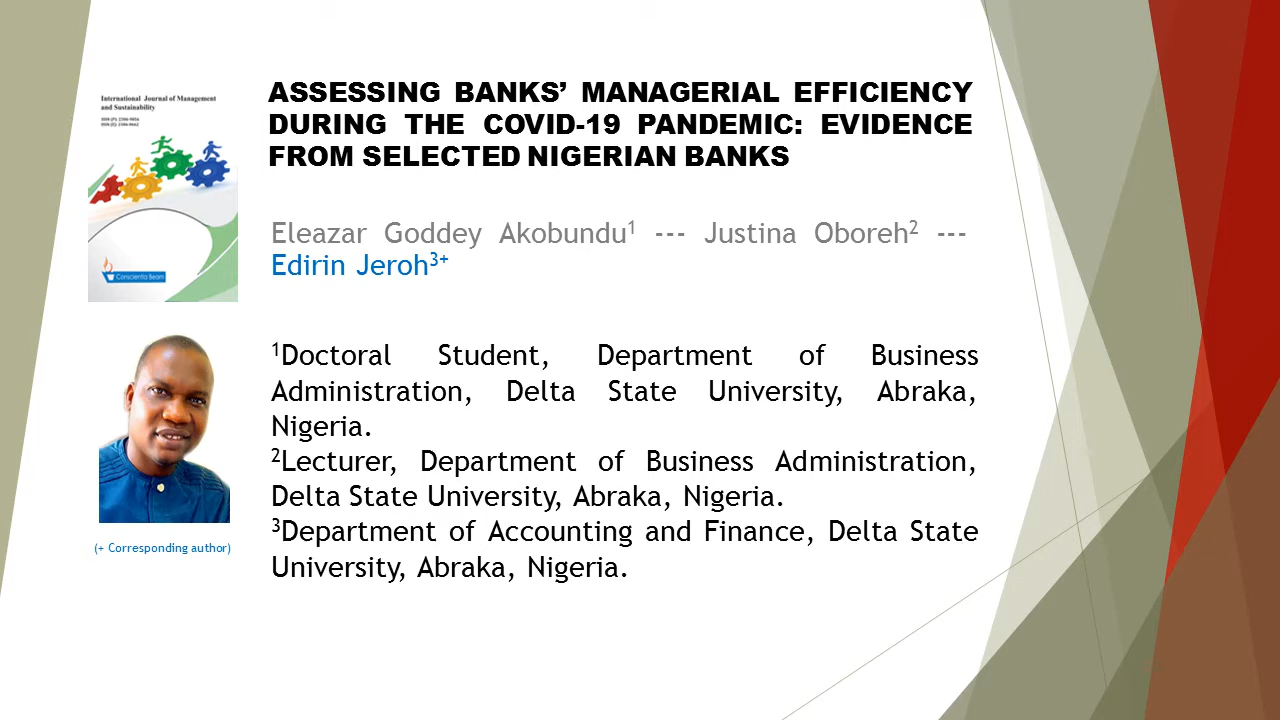 International Journal of Management
and Sustainability
ASSESSING BANKS’ MANAGERIAL EFFICIENCY
DURING THE COVID-19 PANDEMIC: EVIDENCE
FROM SELECTED NIGERIAN BANKS
Eleazar Goddey Akobundu¹ --- Justina Oboreh² ---
Edirin Jeroh³⁺
Conscientia Beam
¹Doctoral Student, Department of Business
Administration, Delta State University, Abraka,
Nigeria.
²Lecturer, Department of Business Administration,
Delta State University, Abraka, Nigeria.
³Department of Accounting and Finance, Delta State
University, Abraka, Nigeria.
(+ Corresponding author)